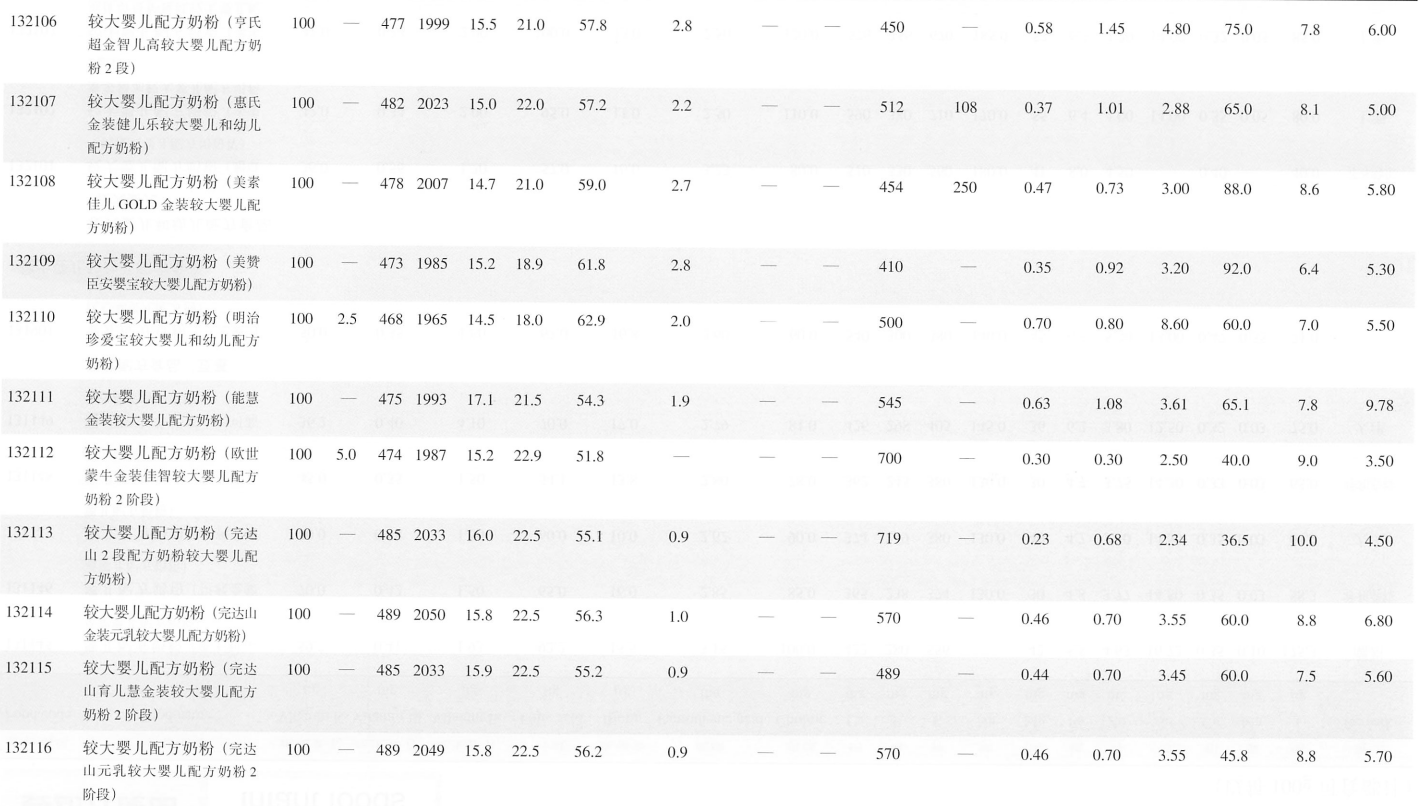 132106 较大婴儿配方奶粉（亨氏 100 — 477 1999 15.5 21.0 57.8 2.8 — — 450 — 0.58 1.45 4.80 75.0 7.8 6.00
超金智儿高较大婴儿配方奶
粉 2 段）
132107 较大婴儿配方奶粉（惠氏 100 — 482 2023 15.0 22.0 57.2 2.2 — — 512 108 0.37 1.01 2.88 65.0 8.1 5.00
金装健儿乐较大婴儿和幼儿
配方奶粉）
132108 较大婴儿配方奶粉（美素 100 — 478 2007 14.7 21.0 59.0 2.7 — — 454 250 0.47 0.73 3.00 88.0 8.6 5.80
佳儿 GOLD 金装较大婴儿配
方奶粉）
132109 较大婴儿配方奶粉（美赞 100 — 473 1985 15.2 18.9 61.8 2.8 — — 410 — 0.35 0.92 3.20 92.0 6.4 5.30
臣安婴宝较大婴儿配方奶粉）
132110 较大婴儿配方奶粉（明治 100 2.5 468 1965 14.5 18.0 62.9 2.0 — — 500 — 0.70 0.80 8.60 60.0 7.0 5.50
珍爱宝较大婴儿和幼儿配方
奶粉）
132111 较大婴儿配方奶粉（能慧 100 — 475 1993 17.1 21.5 54.3 1.9 — — 545 — 0.63 1.08 3.61 65.1 7.8 9.78
金装较大婴儿配方奶粉）
132112 较大婴儿配方奶粉（欧世 100 5.0 474 1987 15.2 22.9 51.8 — — — 700 — 0.30 0.30 2.50 40.0 9.0 3.50
蒙牛金装佳智较大婴儿配方
奶粉 2 阶段）
132113 较大婴儿配方奶粉（完达 100 — 485 2033 16.0 22.5 55.1 0.9 — — 719 — 0.23 0.68 2.34 36.5 10.0 4.50
山 2 段配方奶粉较大婴儿配
方奶粉）
132114 较大婴儿配方奶粉（完达山 100 — 489 2050 15.8 22.5 56.3 1.0 — — 570 — 0.46 0.70 3.55 60.0 8.8 6.80
金装元乳较大婴儿配方奶粉）
132115 较大婴儿配方奶粉（完达 100 — 485 2033 15.9 22.5 55.2 0.9 — — 489 — 0.44 0.70 3.45 60.0 7.5 5.60
山育儿慧金装较大婴儿配方
奶粉 2 阶段）
132116 较大婴儿配方奶粉（完达 100 — 489 2049 15.8 22.5 56.2 0.9 — — 570 — 0.46 0.70 3.55 45.8 8.8 5.70
山元乳较大婴儿配方奶粉 2
阶段）